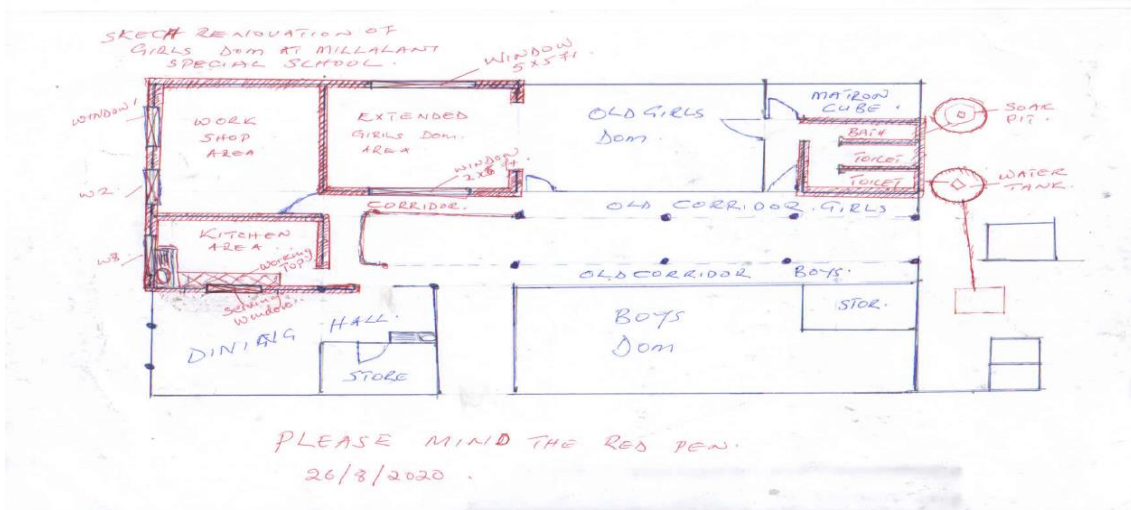 SKECH RENOVATION OF
GIRLS DOM AT MILLALANI
SPECIAL SCHOOL.
WINDOW
5x5 ft
WINDOW 1
WORK
SHOP
AREA
EXTENDED
GIRLS DOM.
AREA
OLD GIRLS
DOM
MATRON
CUBE.
SOAK
PIT.
BATH
TOILET
TOILET
WATER
TANK.
W2
WINDOW
CORRIDOR.
OLD CORRIDOR GIRLS
KITCHEN
AREA
W3
Working
Top
OLD CORRIDOR BOYS.
Serving
Window
DINING HALL.
STORE
BOYS
DOM
STOR.
PLEASE MIND THE RED PEN.
26/8/2020.